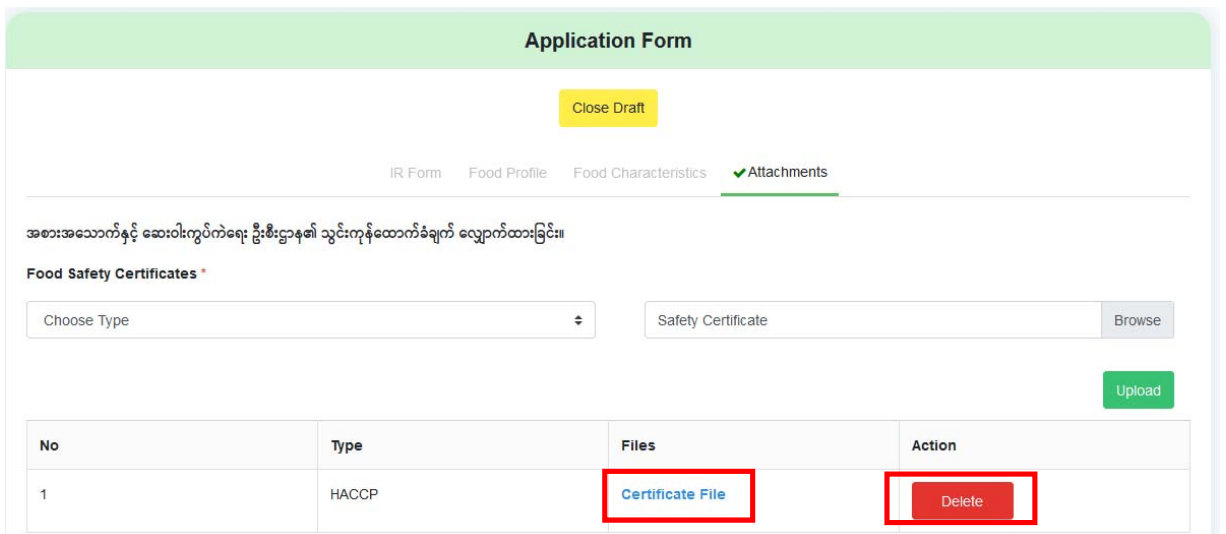 Application Form
Close Draft
IR Form Food Profile Food Characteristics Attachments
အစားအသောက်နှင့် ဆေးဝါးကွပ်ကဲရေး ဦးစီးဌာန၏ သွင်းကုန်ထောက်ခံချက် လျှောက်ထားခြင်း။
Food Safety Certificates *
Choose Type Safety Certificate Browse
Upload
No Type Files Action
1 HACCP Certificate File Delete